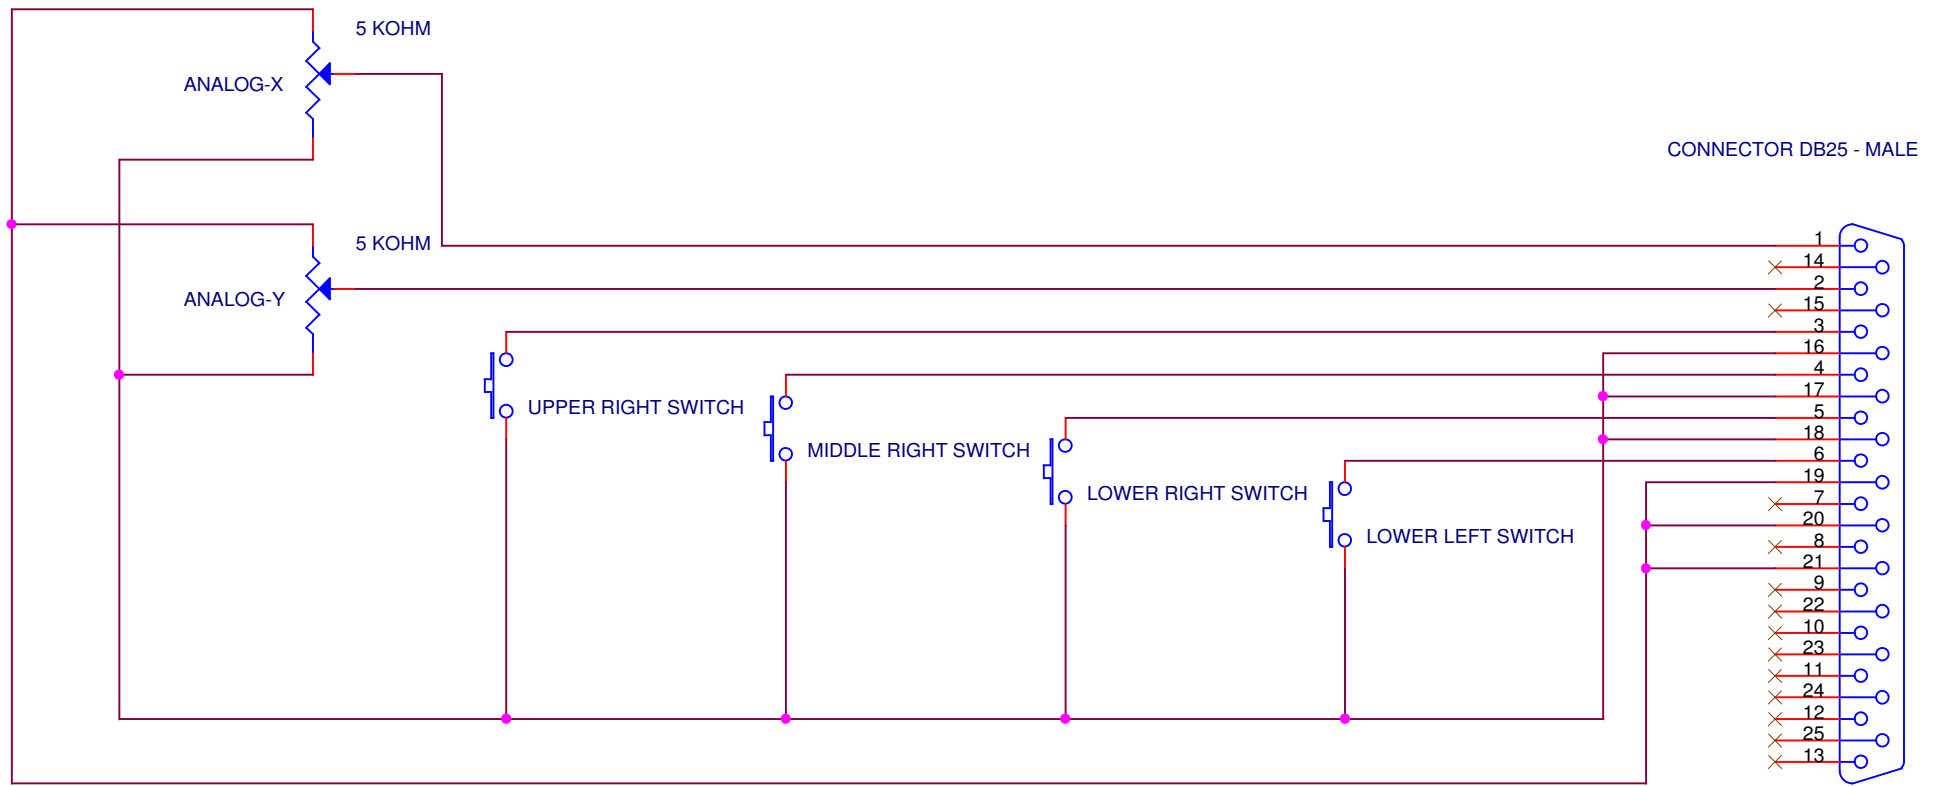 5 KOHM
ANALOG-X
CONNECTOR DB25 - MALE
5 KOHM
ANALOG-Y
1
14
2
15
3
16
4
17
5
18
6
19
7
20
8
21
9
22
10
23
11
24
12
25
13
UPPER RIGHT SWITCH
MIDDLE RIGHT SWITCH
LOWER RIGHT SWITCH
LOWER LEFT SWITCH